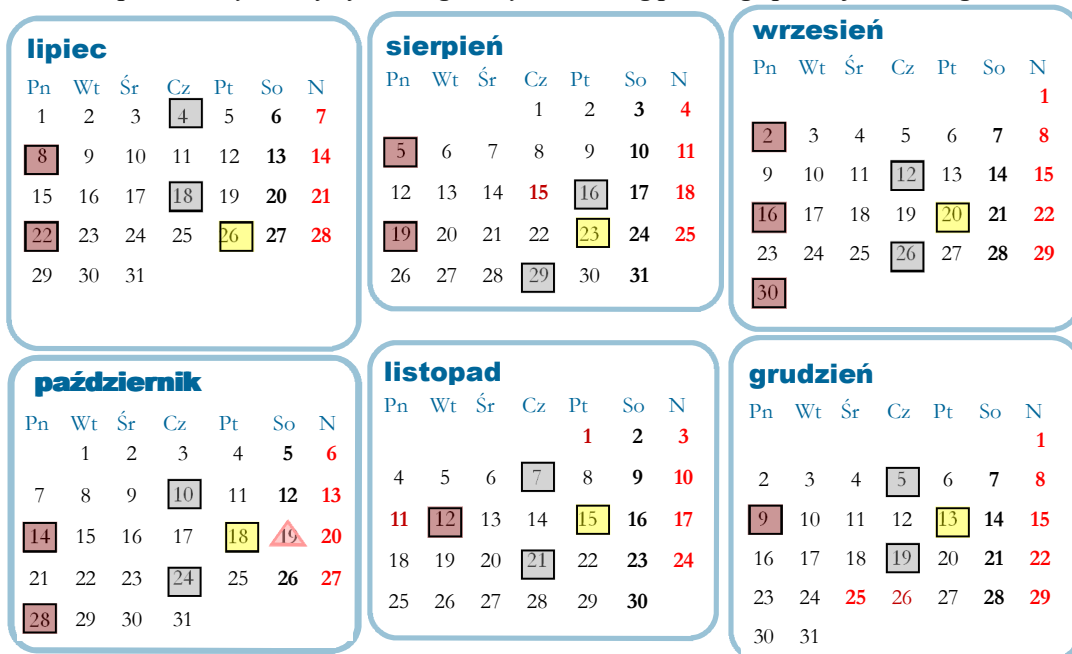 lipiec
Pn Wt Śr Cz Pt So N
1 2 3 4 5 6 7
8 9 10 11 12 13 14
15 16 17 18 19 20 21
22 23 24 25 26 27 28
29 30 31
sierpień
Pn Wt Śr Cz Pt So N
1 2 3 4
5 6 7 8 9 10 11
12 13 14 15 16 17 18
19 20 21 22 23 24 25
26 27 28 29 30 31
wrzesień
Pn Wt Śr Cz Pt So N
1
2 3 4 5 6 7 8
9 10 11 12 13 14 15
16 17 18 19 20 21 22
23 24 25 26 27 28 29
30
październik
Pn Wt Śr Cz Pt So N
1 2 3 4 5 6
7 8 9 10 11 12 13
14 15 16 17 18 19 20
21 22 23 24 25 26 27
28 29 30 31
listopad
Pn Wt Śr Cz Pt So N
1 2 3
4 5 6 7 8 9 10
11 12 13 14 15 16 17
18 19 20 21 22 23 24
25 26 27 28 29 30
grudzień
Pn Wt Śr Cz Pt So N
1
2 3 4 5 6 7 8
9 10 11 12 13 14 15
16 17 18 19 20 21 22
23 24 25 26 27 28 29
30 31